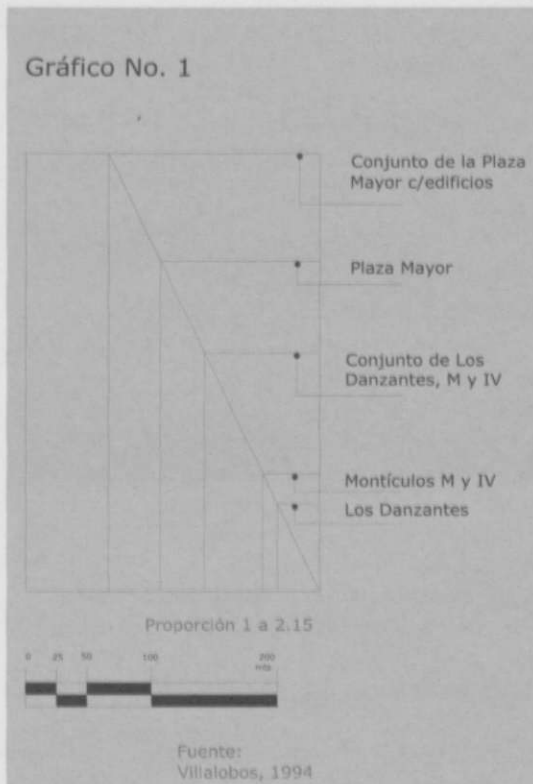 Gráfico No. 1
Conjunto de la Plaza
Mayor c/edificios
Plaza Mayor
Conjunto de Los
Danzantes, M y IV
Montículos M y IV
Los Danzantes
Proporción 1 a 2.15
0 25 50 100 200
mts
Fuente:
Villalobos, 1994